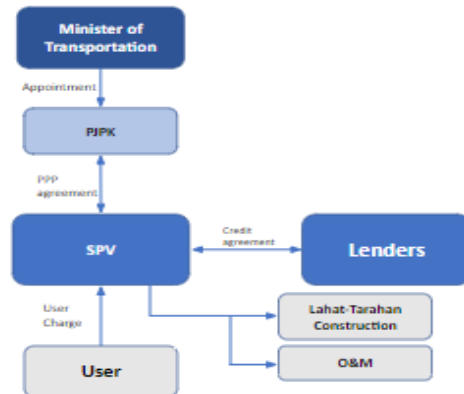 Minister of
Transportation
Appointment
PJPK
PPP
agreement
SPV
Credit
agreement
Lenders
User
Charge
Lahat-Tarahan
Construction
User
O&M